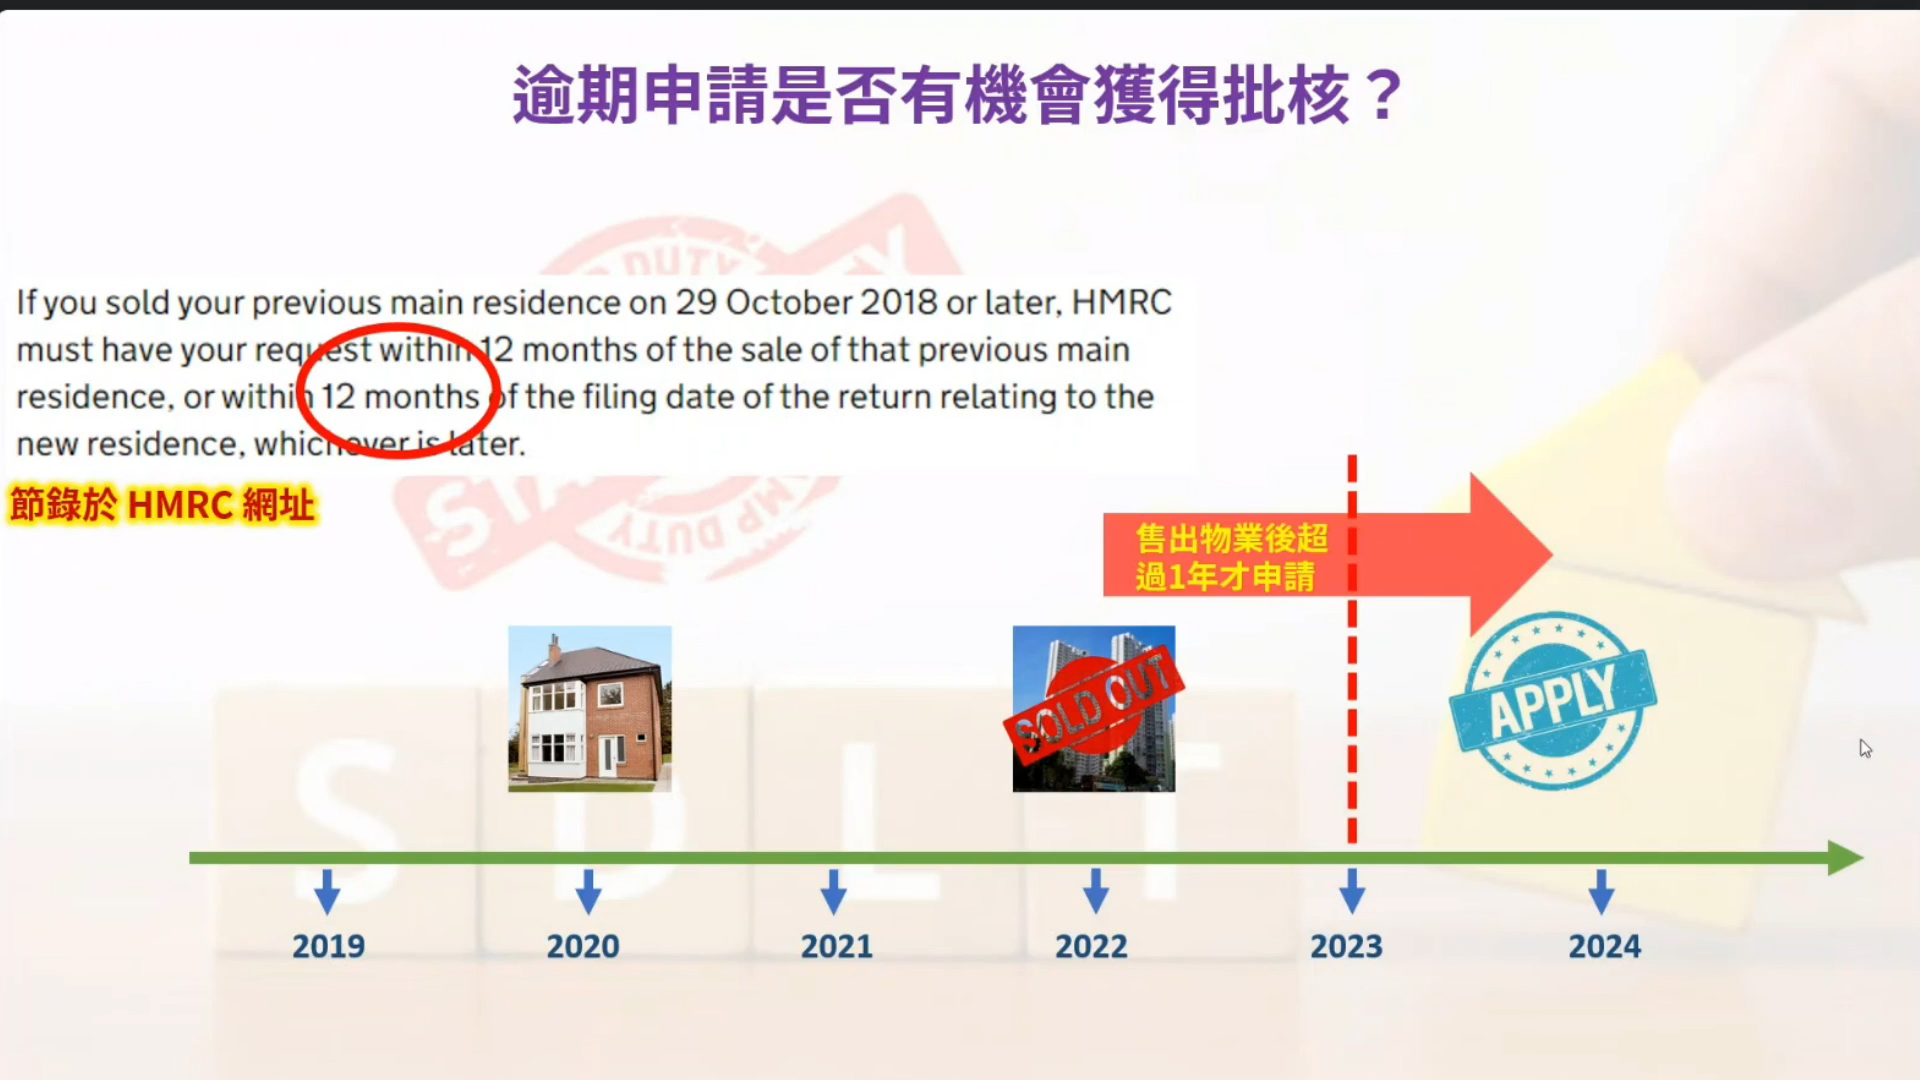 逾期申請是否有機會獲得批核？
If you sold your previous main residence on 29 October 2018 or later, HMRC
must have your request within 12 months of the sale of that previous main
residence, or within 12 months of the filing date of the return relating to the
new residence, whichever is later.
節錄於 HMRC 網址
售出物業後超
過1年才申請
SOLD OUT
APPLY
S D L T
2019 2020 2021 2022 2023 2024